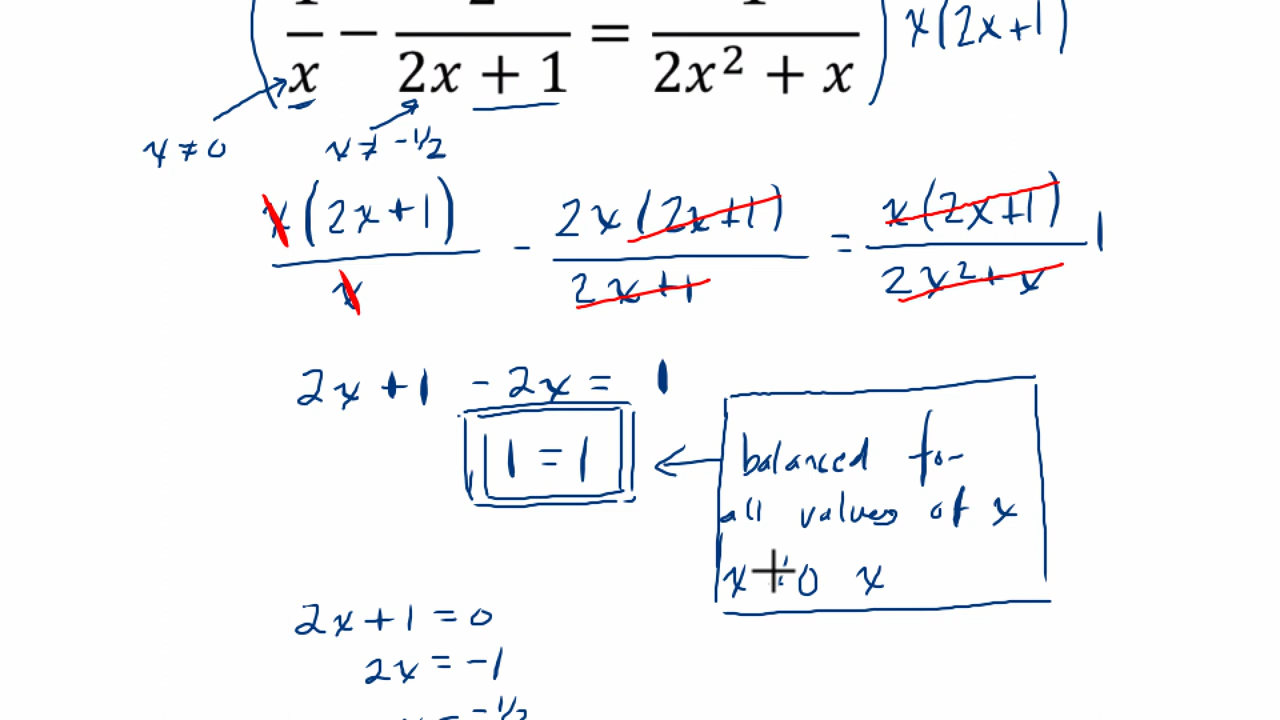 1/x − 2/(2x + 1) = 1/(2x² + x) ) x(2x+1)
x ≠ 0 x ≠ -1/2
x(2x+1)/x - 2x(2x+1)/(2x+1) = x(2x+1)/(2x²+x) 1
2x+1 - 2x = 1
1 = 1
balanced for
all values of x
x ≠ 0 x
2x+1 = 0
2x = -1
x = -1/2